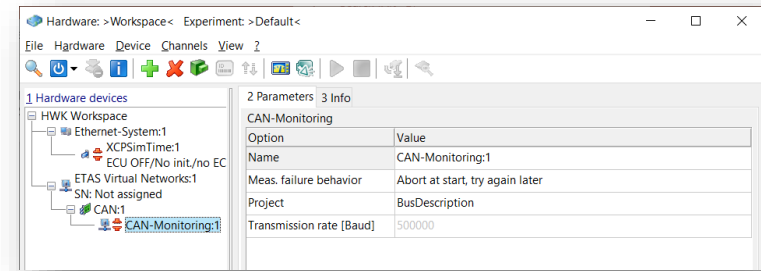 Hardware: >Workspace< Experiment: >Default<
File Hardware Device Channels View ?
1 Hardware devices
HWK Workspace
Ethernet-System:1
XCPSimTime:1
ECU OFF/No init./no EC
ETAS Virtual Networks:1
SN: Not assigned
CAN:1
CAN-Monitoring:1
2 Parameters 3 Info
CAN-Monitoring
Option Value
Name CAN-Monitoring:1
Meas. failure behavior Abort at start, try again later
Project BusDescription
Transmission rate [Baud] 500000